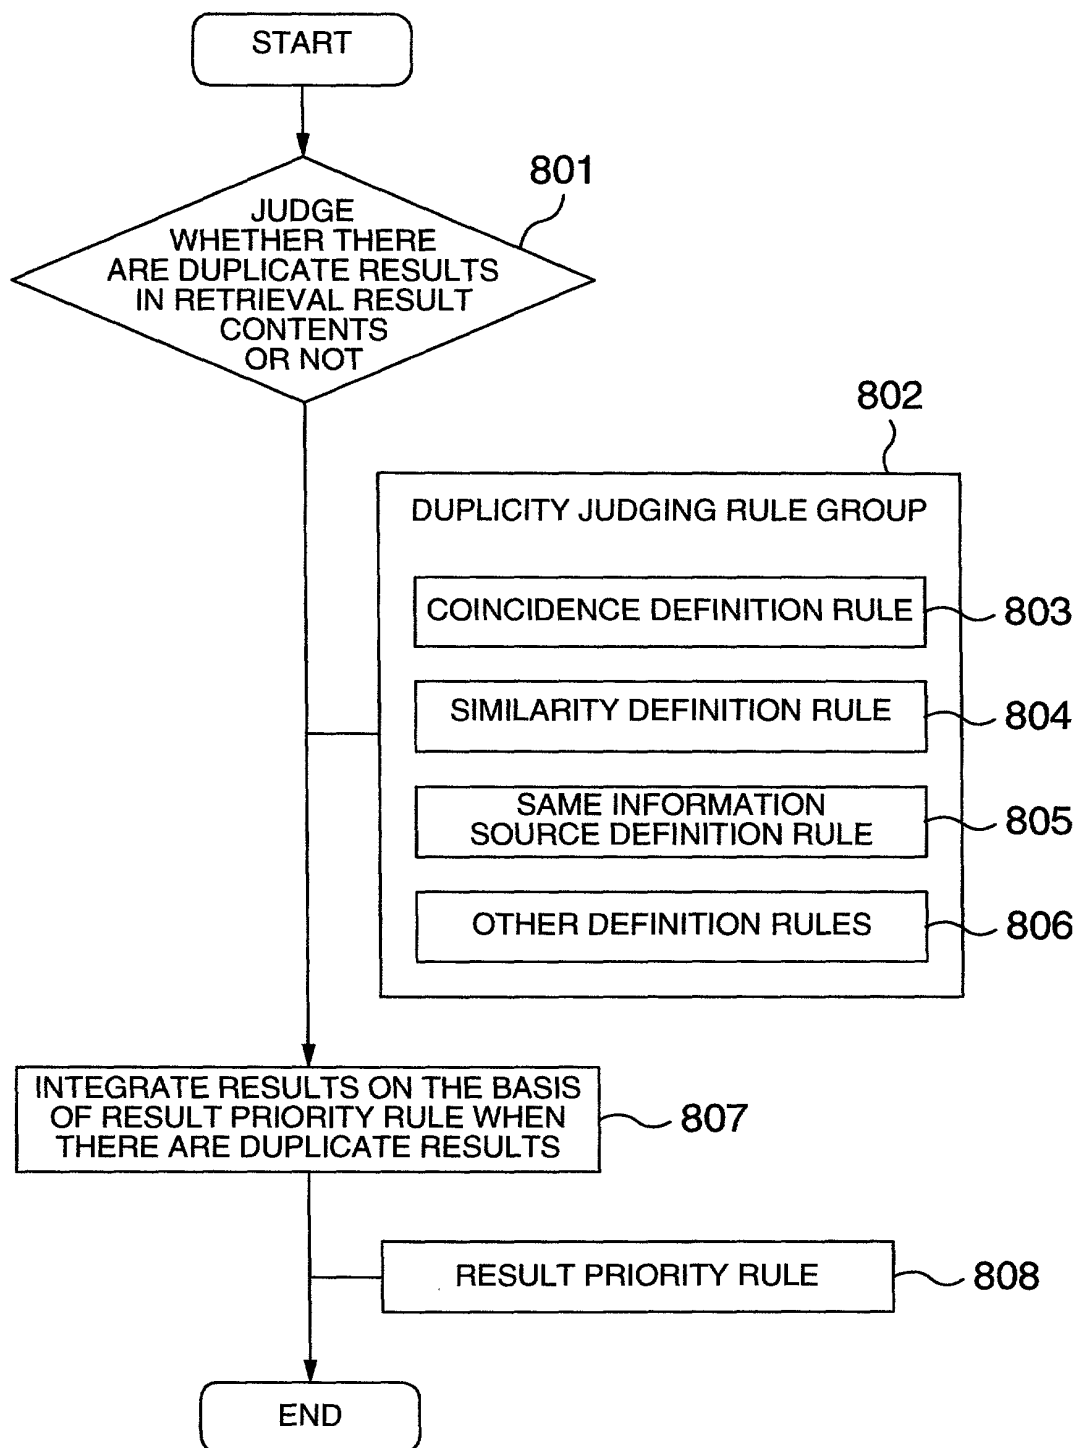 START
801
JUDGE
WHETHER THERE
ARE DUPLICATE RESULTS
IN RETRIEVAL RESULT
CONTENTS
OR NOT
802
DUPLICITY JUDGING RULE GROUP
COINCIDENCE DEFINITION RULE
803
SIMILARITY DEFINITION RULE
804
SAME INFORMATION
SOURCE DEFINITION RULE
805
OTHER DEFINITION RULES
806
INTEGRATE RESULTS ON THE BASIS
OF RESULT PRIORITY RULE WHEN
THERE ARE DUPLICATE RESULTS
807
RESULT PRIORITY RULE
808
END